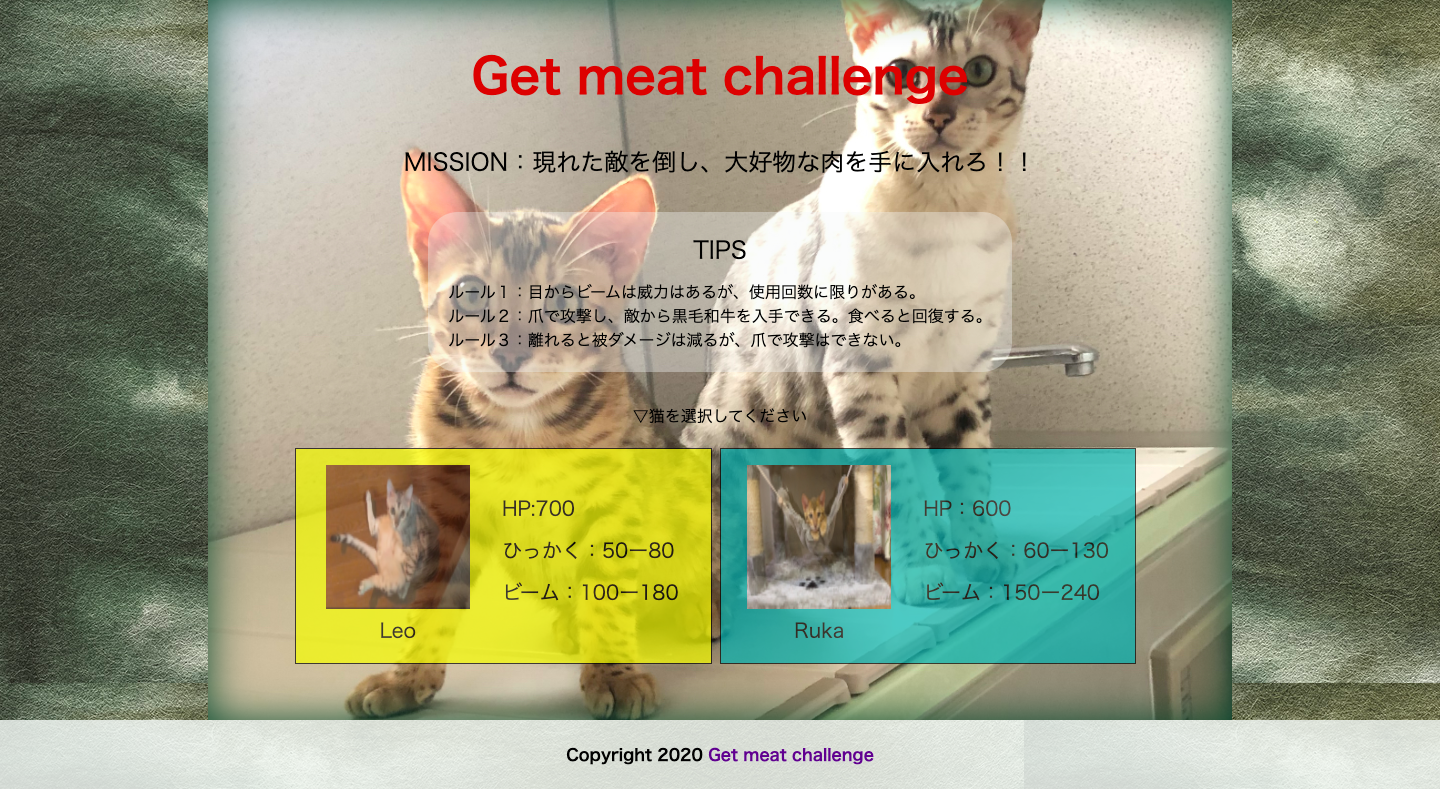 Get meat challenge
MISSION：現れた敵を倒し、大好物な肉を手に入れろ！！
TIPS
ルール１：目からビームは威力はあるが、使用回数に限りがある。
ルール２：爪で攻撃し、敵から黒毛和牛を入手できる。食べると回復する。
ルール３：離れると被ダメージは減るが、爪で攻撃はできない。
▽猫を選択してください
HP:700
ひっかく：50ー80
ビーム：100ー180
Leo
HP：600
ひっかく：60ー130
ビーム：150ー240
Ruka
Copyright 2020 Get meat challenge